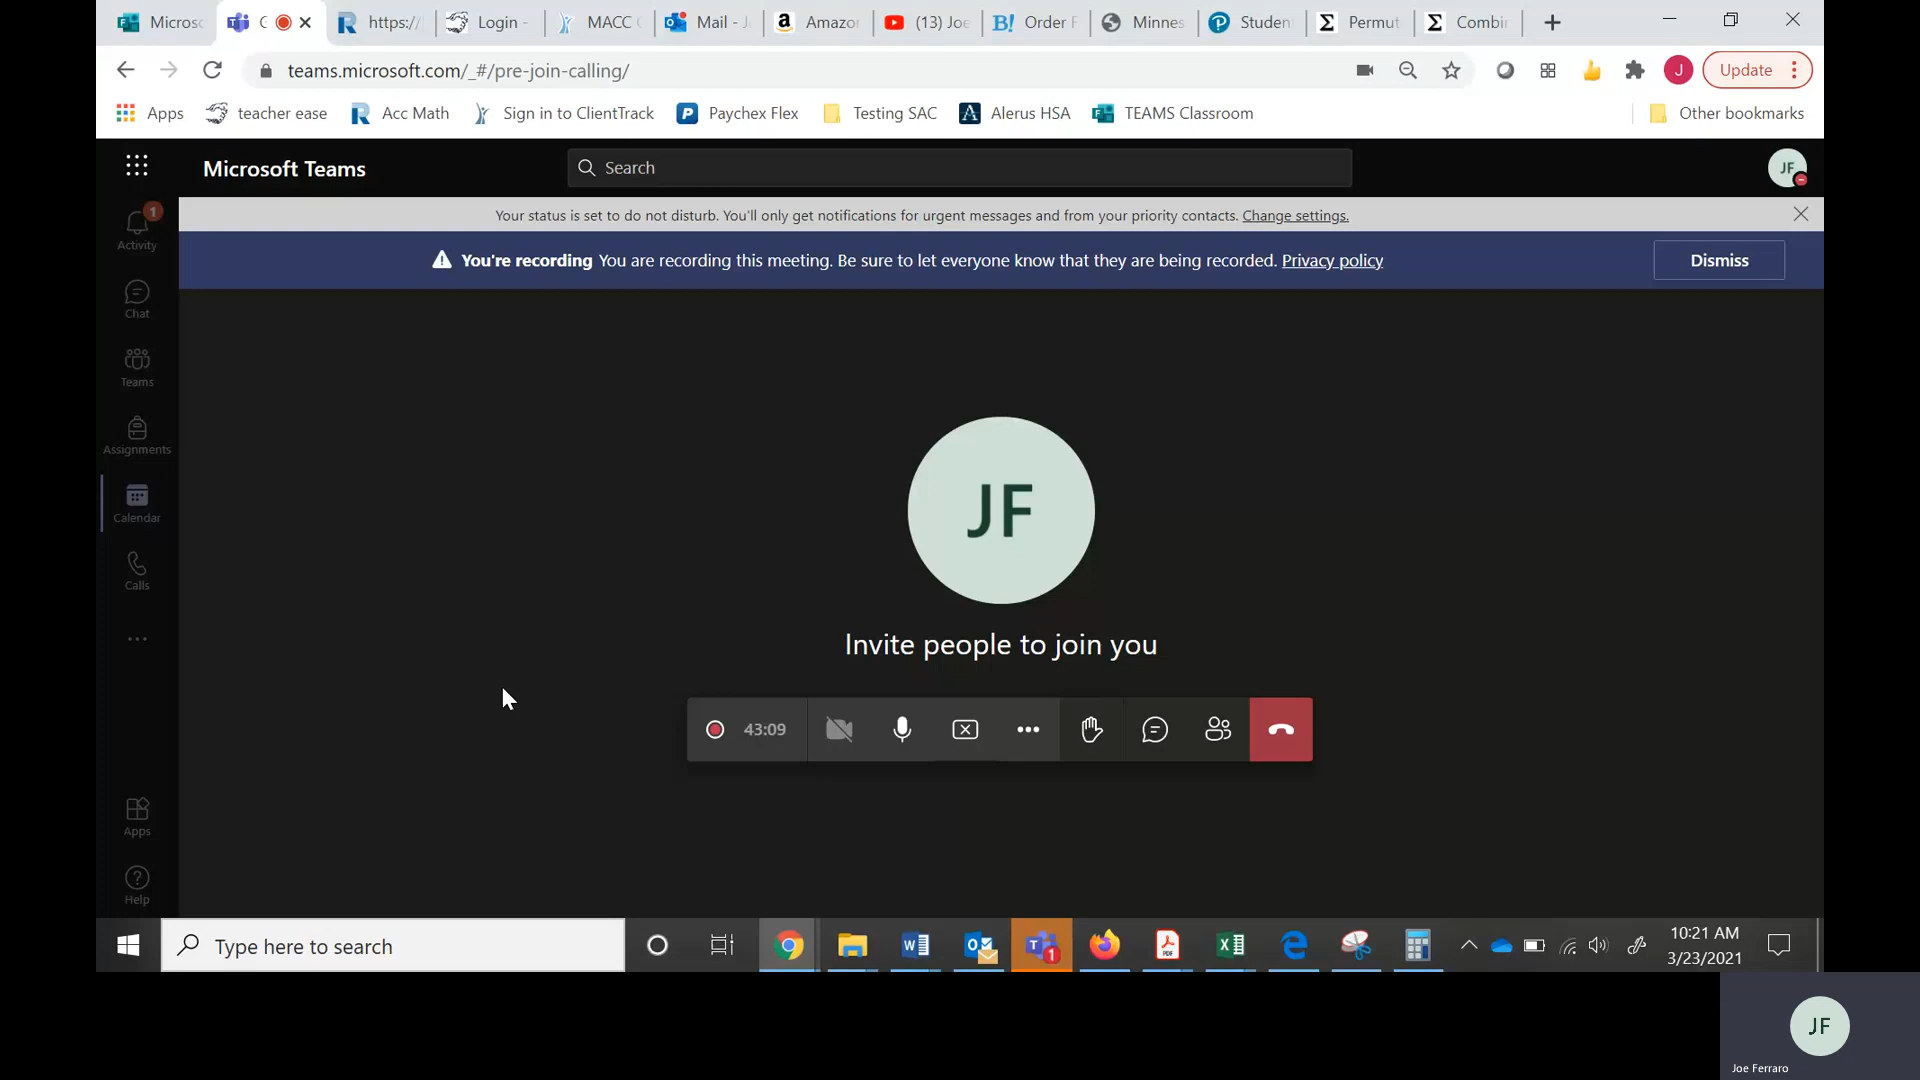 Microso
C
https://
Login -
MACC C
Mail - J
Amazo
(13) Joe
Order F
Minnes
Studen
Permut
Combin
teams.microsoft.com/_#/pre-join-calling/
J
Update
Apps
teacher ease
Acc Math
Sign in to ClientTrack
Paychex Flex
Testing SAC
Alerus HSA
TEAMS Classroom
Other bookmarks
Microsoft Teams
Search
JF
Your status is set to do not disturb. You'll only get notifications for urgent messages and from your priority contacts. Change settings.
You're recording You are recording this meeting. Be sure to let everyone know that they are being recorded. Privacy policy
Dismiss
1
Activity
Chat
Teams
Assignments
Calendar
Calls
Apps
Help
JF
Invite people to join you
43:09
Type here to search
10:21 AM
3/23/2021
JF
Joe Ferraro